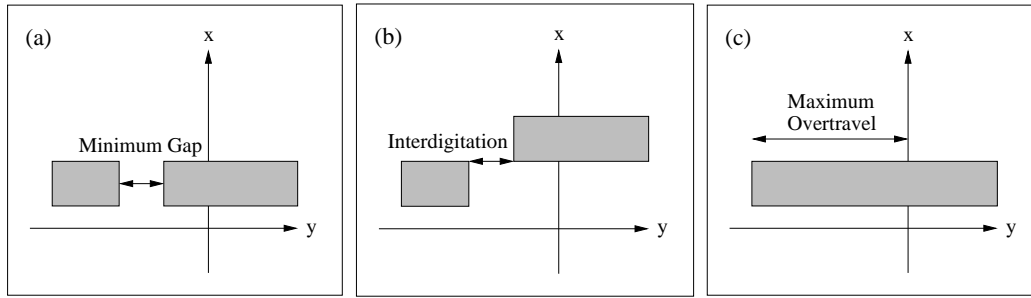 (a)
x
Minimum Gap
y
(b)
x
Interdigitation
y
(c)
x
Maximum
Overtravel
y